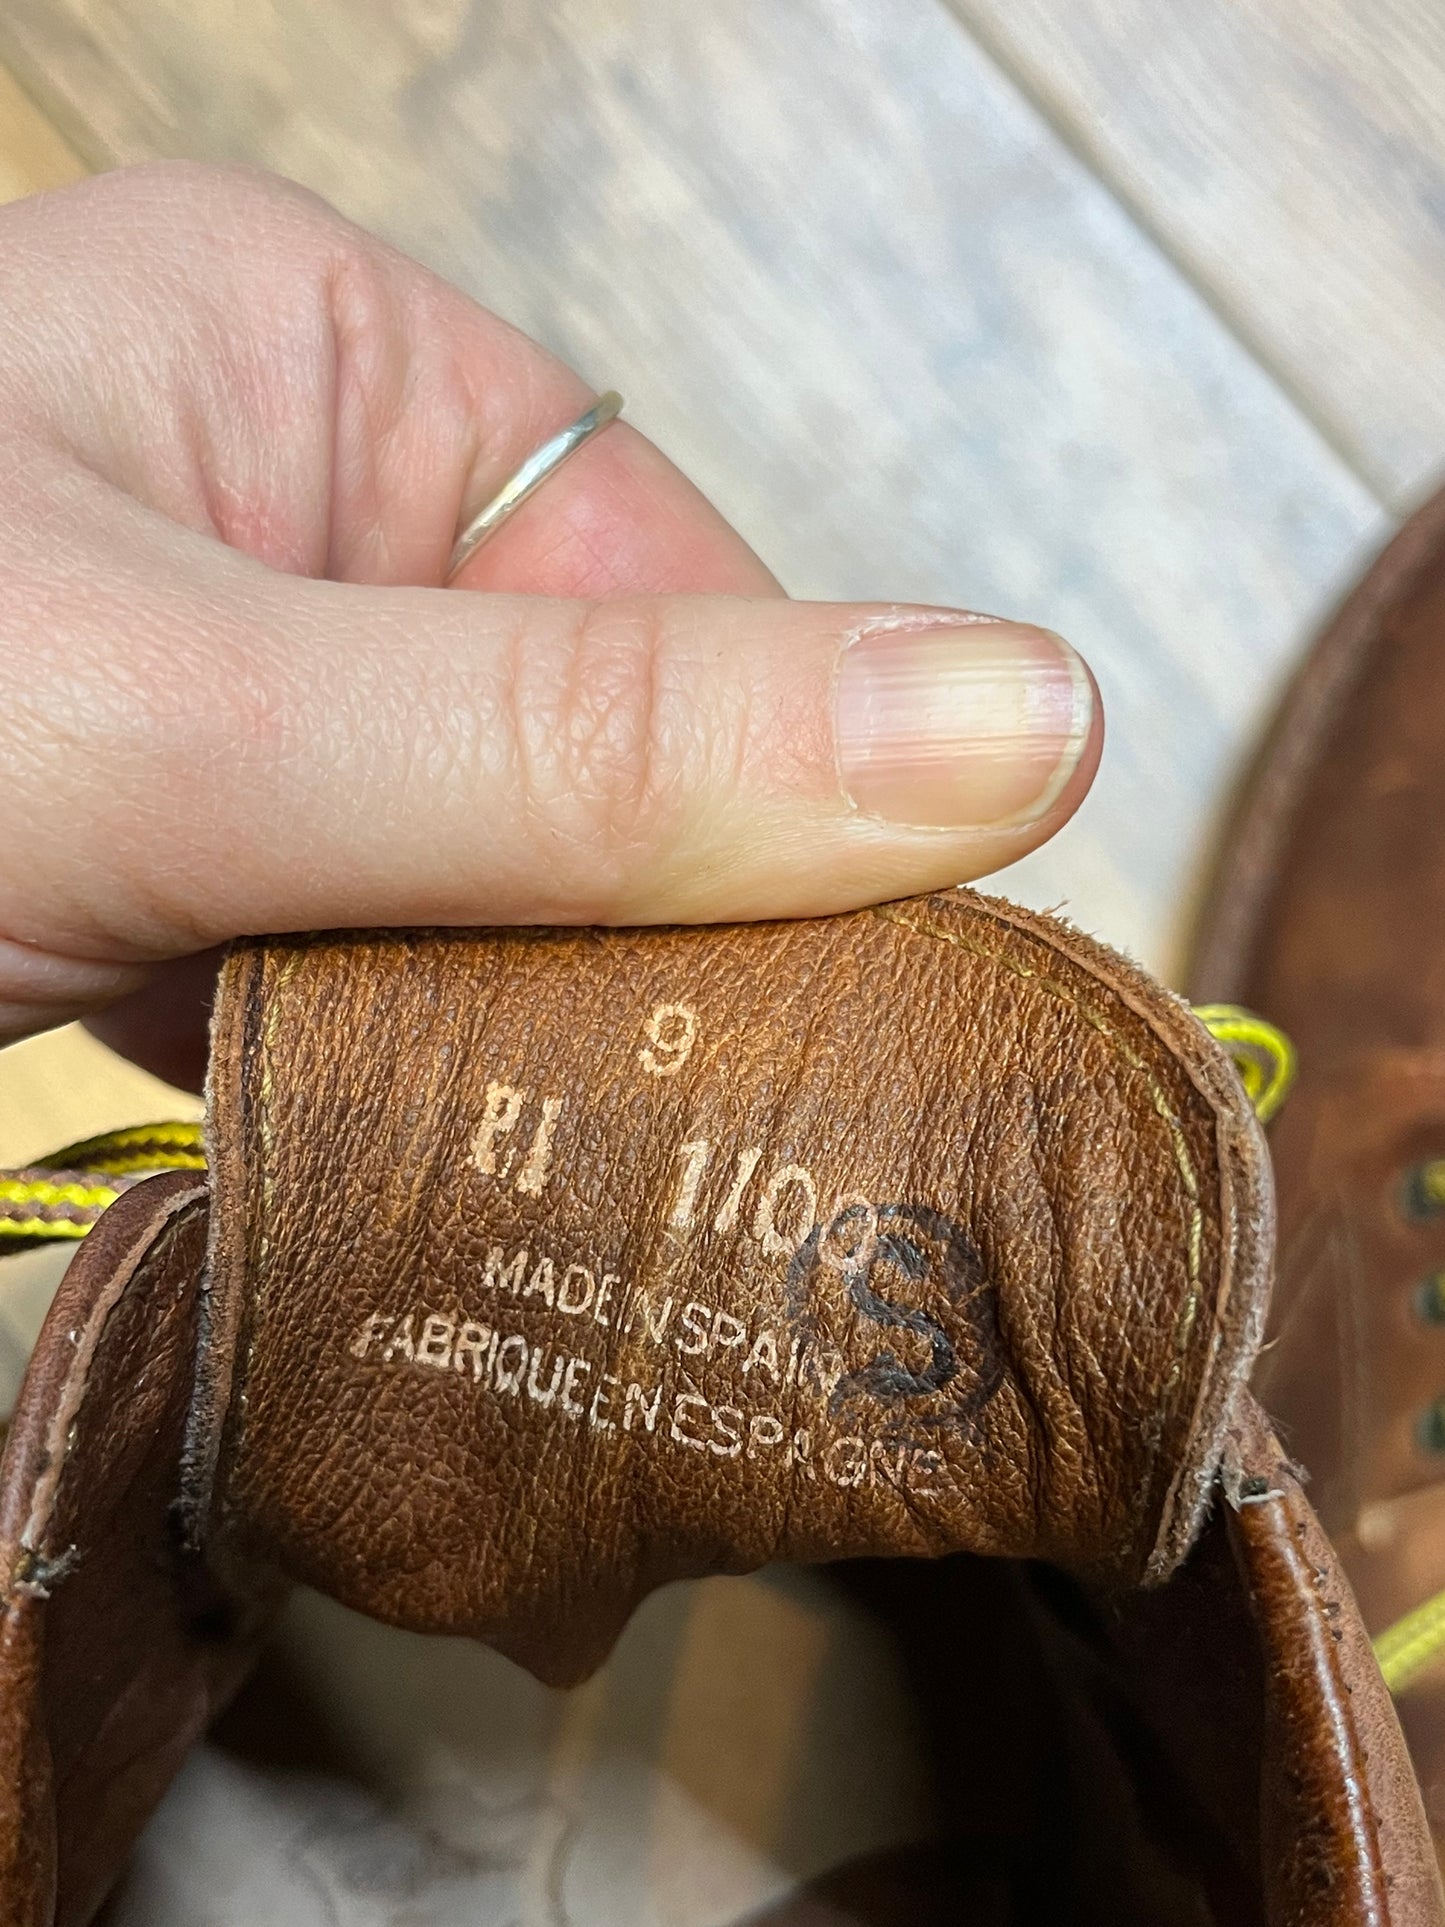 9
PI 1/00
S
MADE IN SPAIN
FABRIQUE EN ESPAGNE